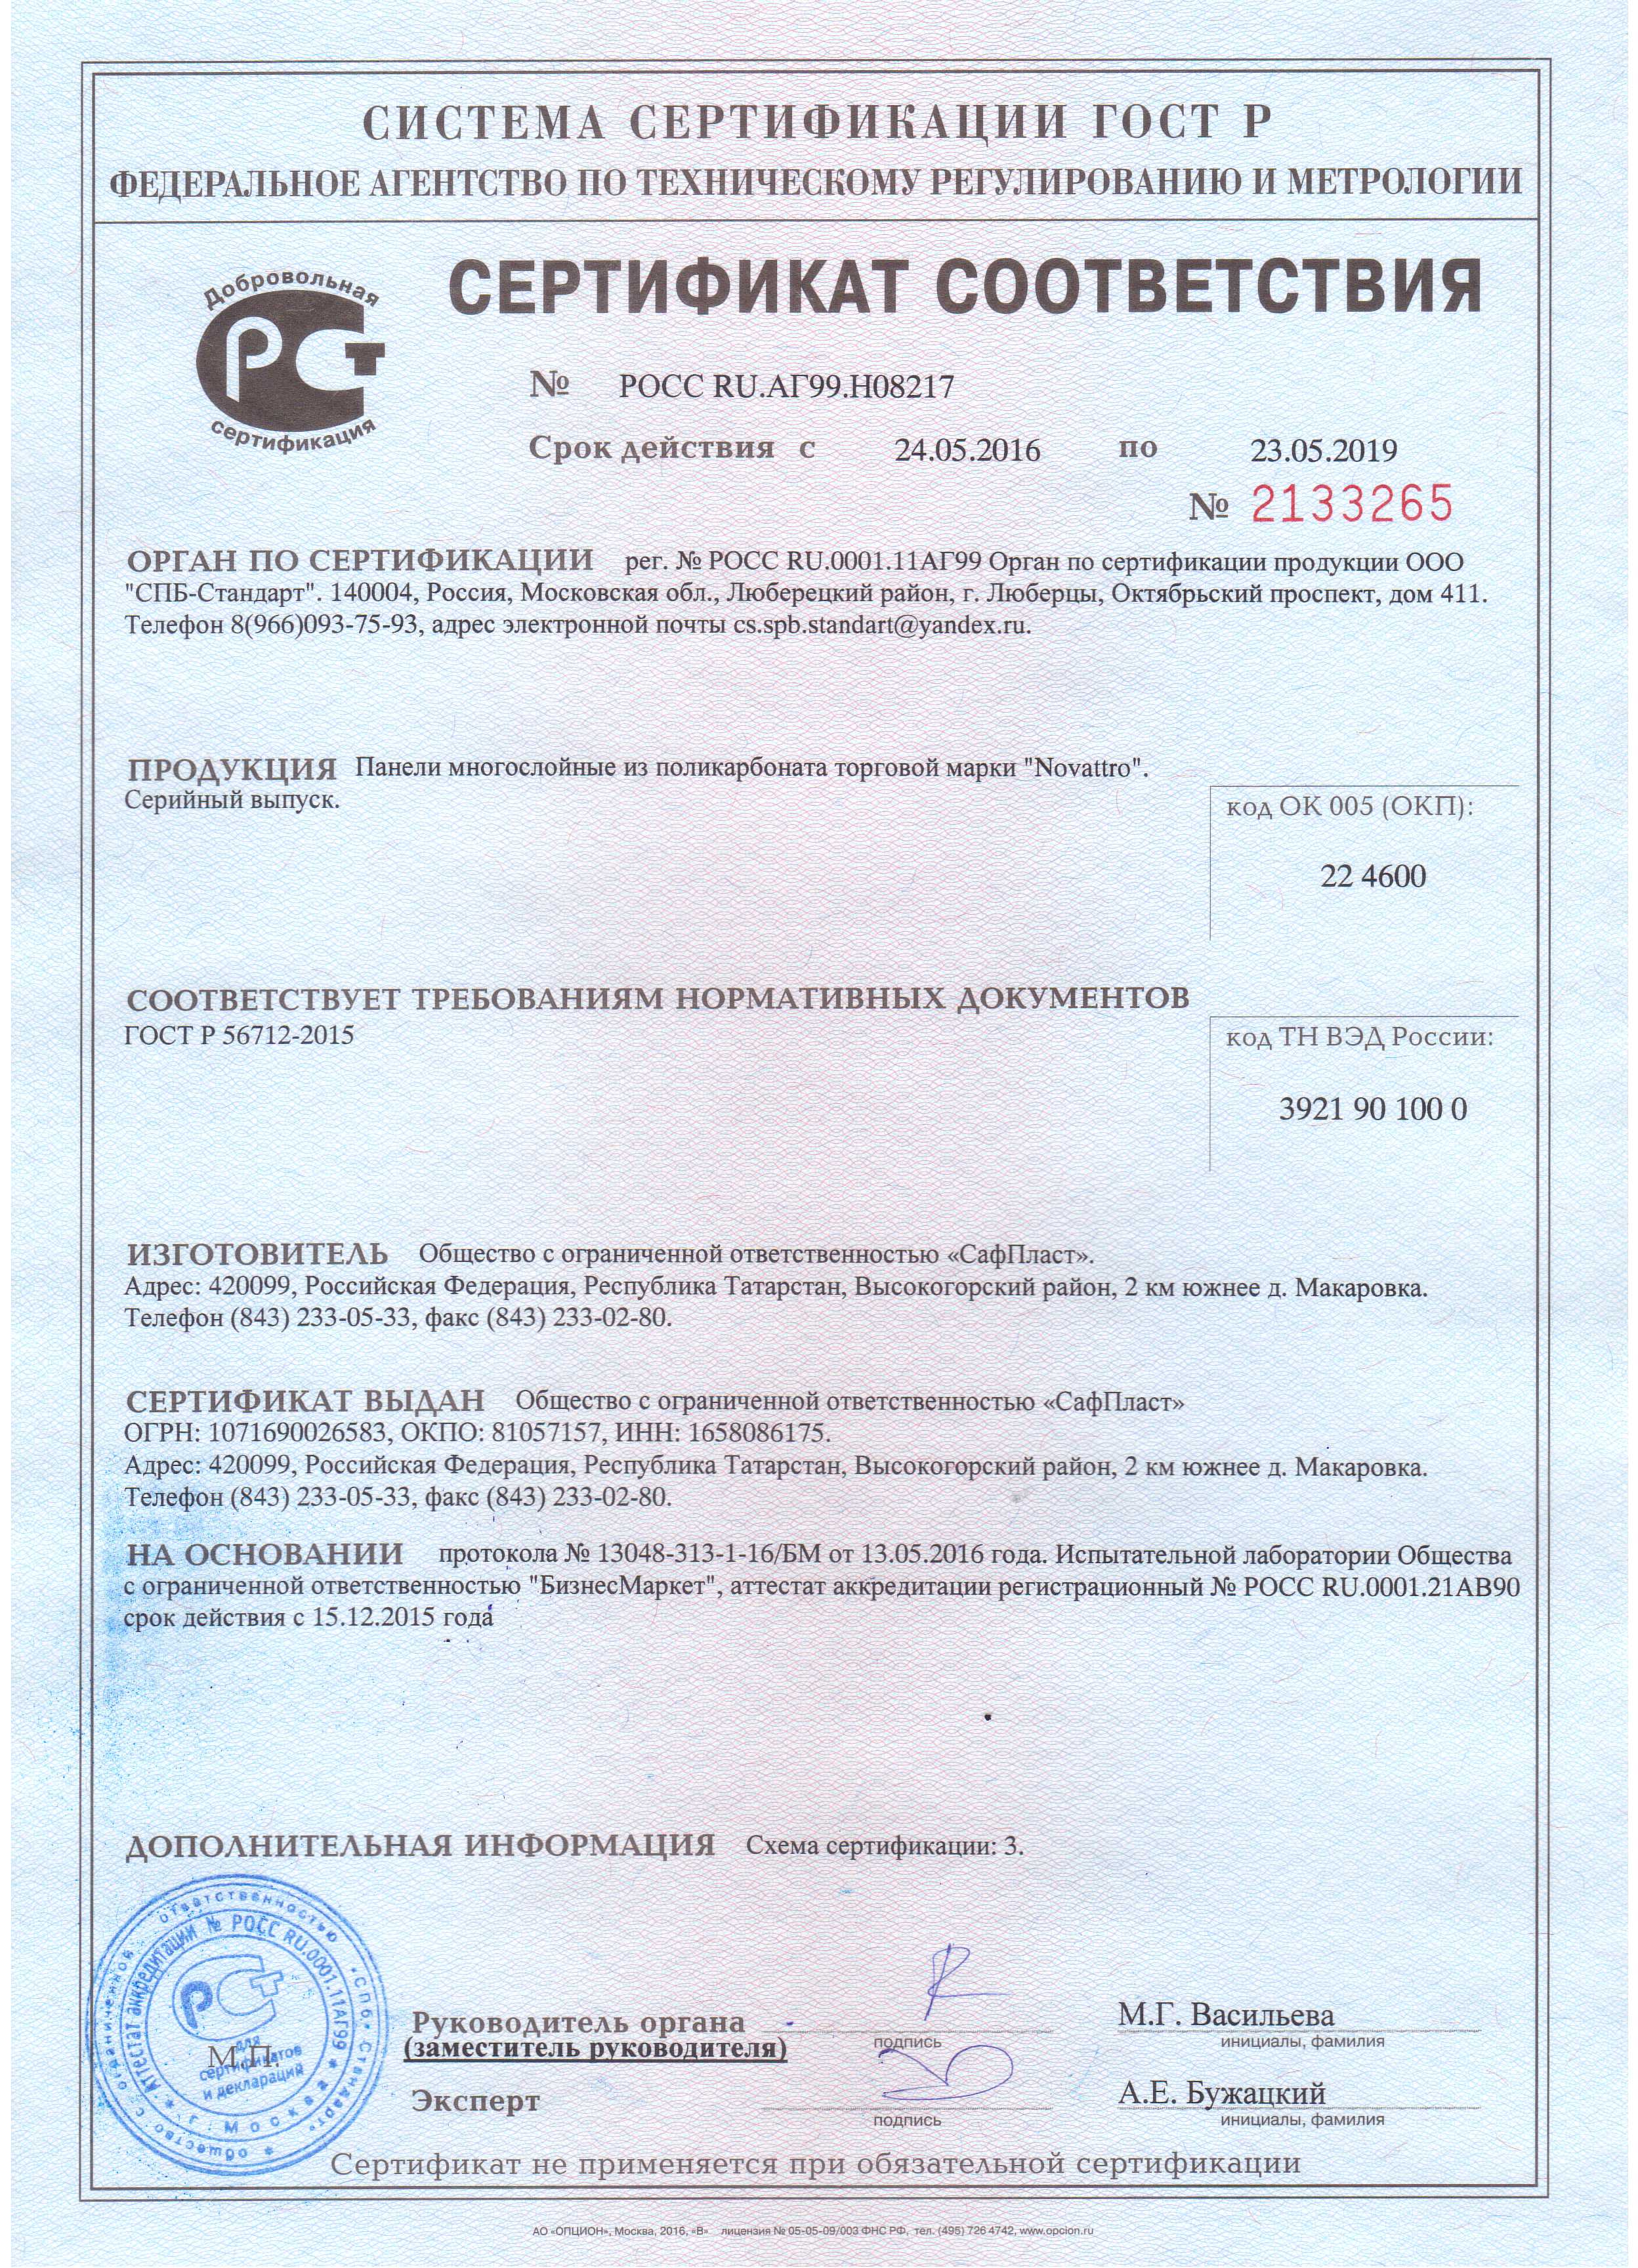 СИСТЕМА СЕРТИФИКАЦИИ ГОСТ Р
ФЕДЕРАЛЬНОЕ АГЕНТСТВО ПО ТЕХНИЧЕСКОМУ РЕГУЛИРОВАНИЮ И МЕТРОЛОГИИ
Добровольная
РСТ
сертификация
СЕРТИФИКАТ СООТВЕТСТВИЯ
№ РОСС RU.АГ99.Н08217
Срок действия с 24.05.2016 по 23.05.2019
№ 2133265
ОРГАН ПО СЕРТИФИКАЦИИ рег. № РОСС RU.0001.11АГ99 Орган по сертификации продукции ООО
"СПБ-Стандарт". 140004, Россия, Московская обл., Люберецкий район, г. Люберцы, Октябрьский проспект, дом 411.
Телефон 8(966)093-75-93, адрес электронной почты cs.spb.standart@yandex.ru.
ПРОДУКЦИЯ Панели многослойные из поликарбоната торговой марки "Novattro".
Серийный выпуск.
код ОК 005 (ОКП):
22 4600
СООТВЕТСТВУЕТ ТРЕБОВАНИЯМ НОРМАТИВНЫХ ДОКУМЕНТОВ
ГОСТ Р 56712-2015
код ТН ВЭД России:
3921 90 100 0
ИЗГОТОВИТЕЛЬ Общество с ограниченной ответственностью «СафПласт».
Адрес: 420099, Российская Федерация, Республика Татарстан, Высокогорский район, 2 км южнее д. Макаровка.
Телефон (843) 233-05-33, факс (843) 233-02-80.
СЕРТИФИКАТ ВЫДАН Общество с ограниченной ответственностью «СафПласт»
ОГРН: 1071690026583, ОКПО: 81057157, ИНН: 1658086175.
Адрес: 420099, Российская Федерация, Республика Татарстан, Высокогорский район, 2 км южнее д. Макаровка.
Телефон (843) 233-05-33, факс (843) 233-02-80.
НА ОСНОВАНИИ протокола № 13048-313-1-16/БМ от 13.05.2016 года. Испытательной лаборатории Общества
с ограниченной ответственностью "БизнесМаркет", аттестат аккредитации регистрационный № РОСС RU.0001.21АВ90
срок действия с 15.12.2015 года
ДОПОЛНИТЕЛЬНАЯ ИНФОРМАЦИЯ Схема сертификации: 3.
общество с ограниченной ответственностью «СПБ-Стандарт»
Аттестат аккредитации № РОСС RU.0001.11АГ99
г. Москва
РСТ
для
сертификатов
и деклараций
М.П.
Руководитель органа
(заместитель руководителя)
подпись
М.Г. Васильева
инициалы, фамилия
Эксперт
подпись
А.Е. Бужацкий
инициалы, фамилия
Сертификат не применяется при обязательной сертификации
АО «ОПЦИОН», Москва, 2016, «В» лицензия № 05-05-09/003 ФНС РФ, тел. (495) 726 4742, www.opcion.ru